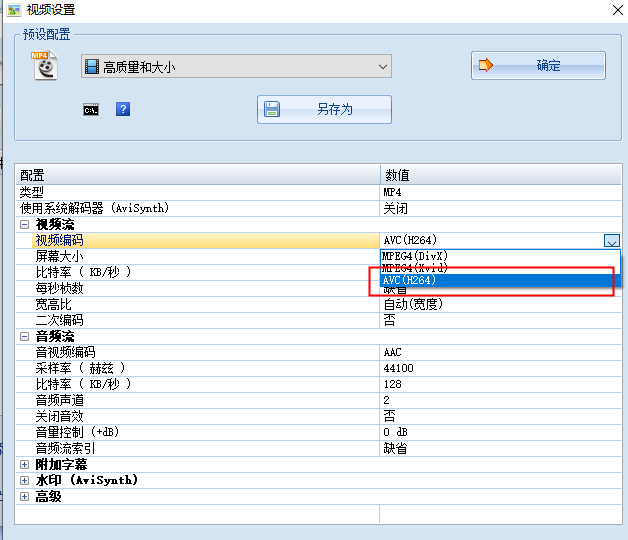 视频设置
预设配置
MP4
高质量和大小
确定
C:\.
?
另存为
配置 数值
类型 MP4
使用系统解码器 (AviSynth) 关闭
视频流
视频编码 AVC(H264)
屏幕大小 MPEG4(DivX)
MPEG4(Xvid)
比特率 ( KB/秒 ) AVC(H264)
每秒桢数 缺省
宽高比 自动(宽度)
二次编码 否
音频流
音视频编码 AAC
采样率 ( 赫兹 ) 44100
比特率 ( KB/秒 ) 128
音频声道 2
关闭音效 否
音量控制 (+dB) 0 dB
音频流索引 缺省
附加字幕
水印 (AviSynth)
高级